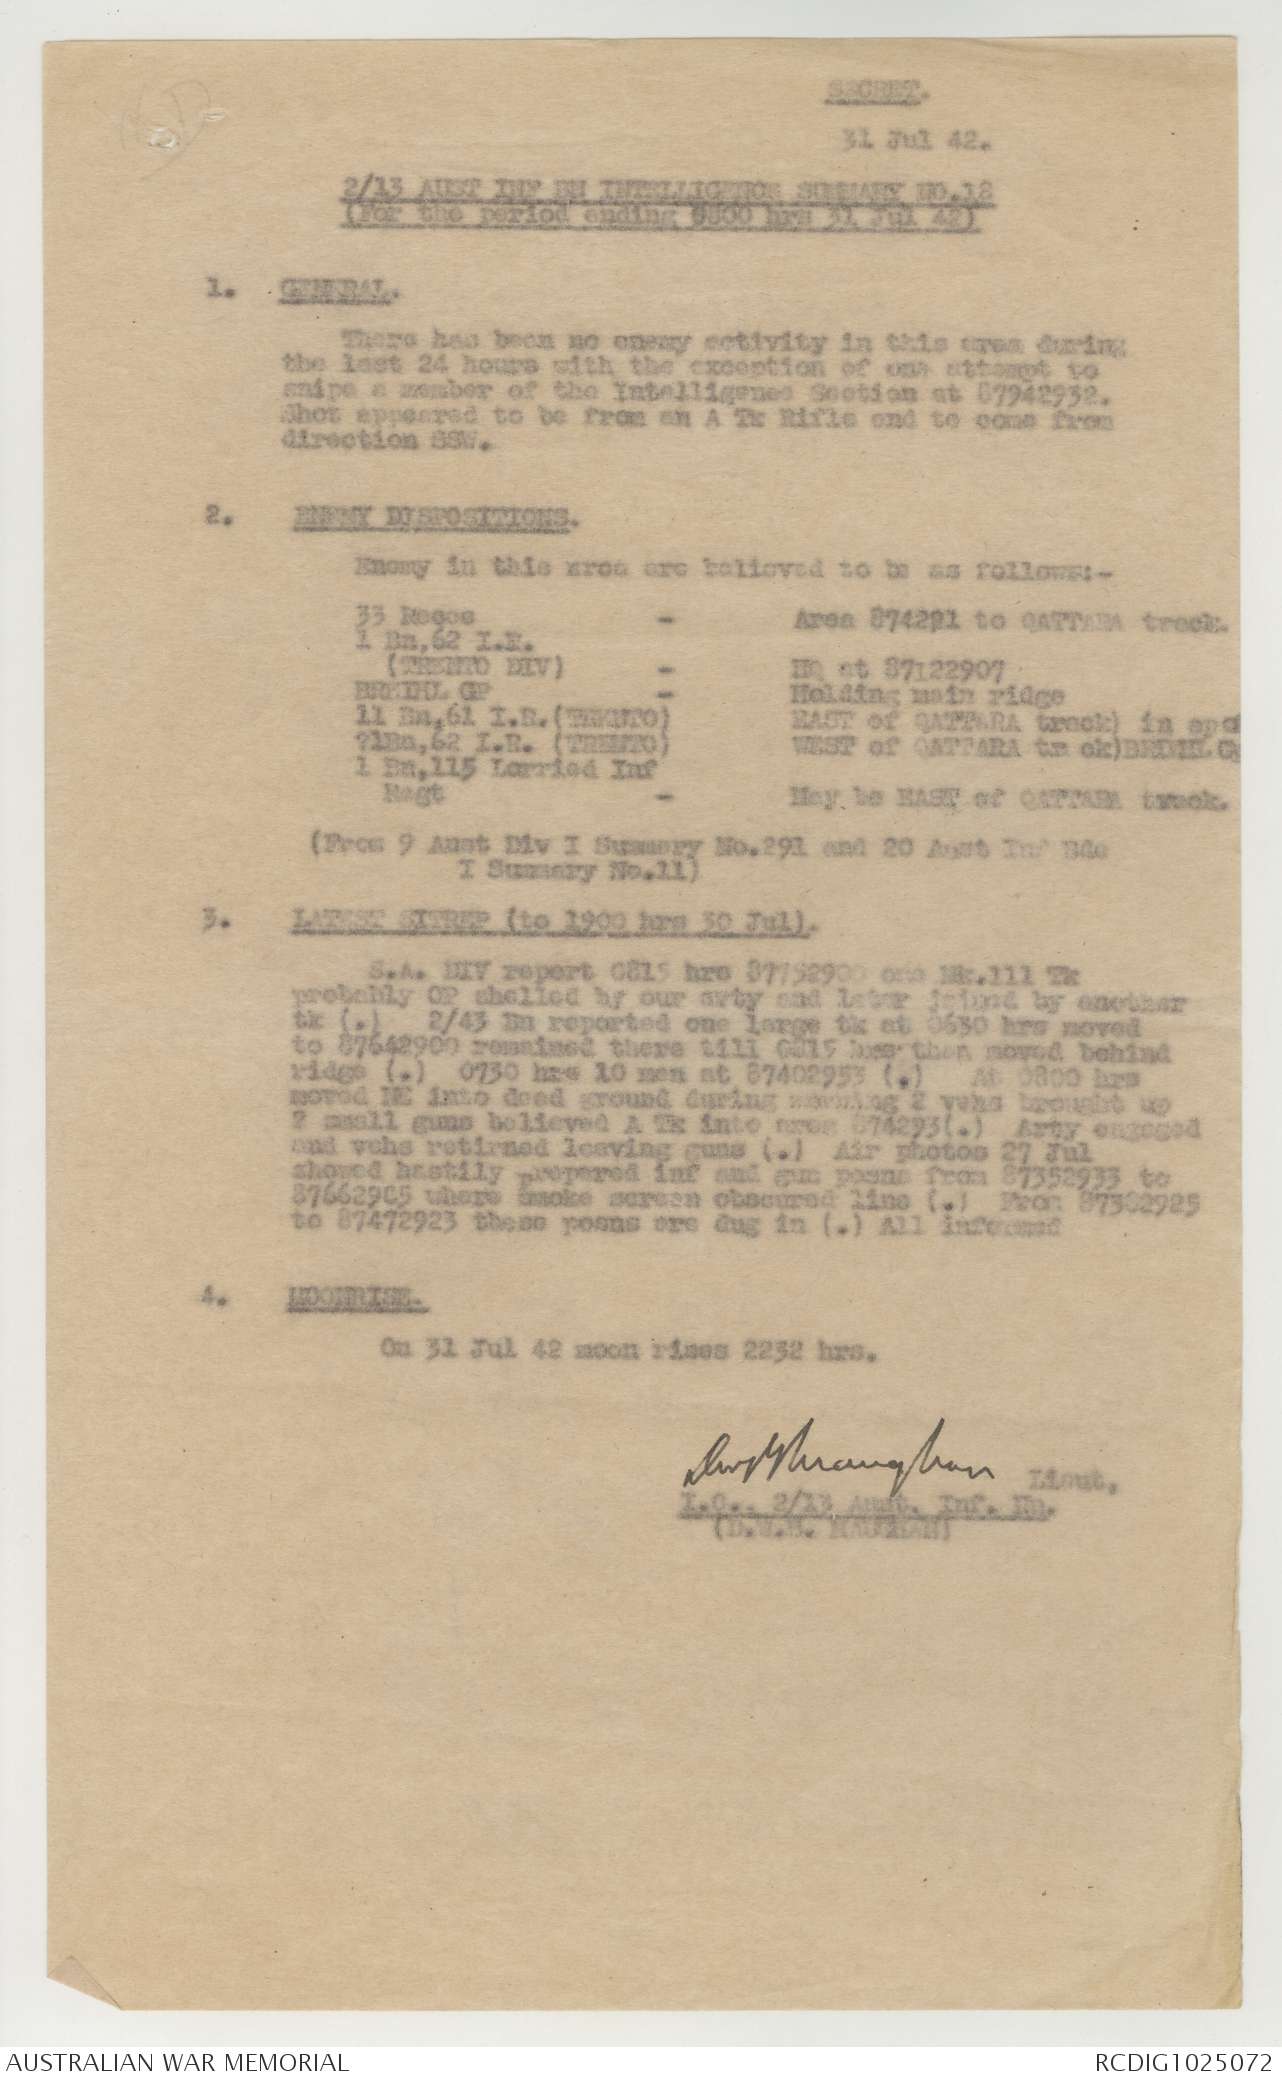 SECRET.
31 Jul 42.
2/13 AUST INF BN INTELLIGENCE SUMMARY NO.12
(For the period ending 0800 hrs 31 Jul 42)
1. GENERAL.
There has been no enemy activity in this area during
the last 24 hours with the exception of one attempt to
snipe a member of the Intelligence Section at 87942932.
Shot appeared to be from an A Tk Rifle and to come from
direction SSW.
2. ENEMY DISPOSITIONS.
Enemy in this area are believed to be as follows:-
33 Recce - Area 874291 to QATTARA track.
1 Bn,62 I.R.
(TRENTO DIV) - HQ at 87122907
BREIHL GP - Holding main ridge
11 Bn,61 I.R.(TRENTO) EAST of QATTARA track) in
?1Bn,62 I.R. (TRENTO) WEST of QATTARA tr ck)BREIHL
1 Bn,115 Lorried Inf
Regt - May be EAST of QATTARA track.
(From 9 Aust Div I Summary No.291 and 20 Aust Inf Bde
I Summary No.11)
3. LATEST SITREP (to 1900 hrs 30 Jul).
S.A. DIV report 0815 hrs 87752900 one Mk.111 Tk
probably OP shelled by our arty and later joined by another
tk (.) 2/43 Bn reported one large tk at 0630 hrs moved
to 87642900 remained there till 0815 hrs then moved behind
ridge (.) 0730 hrs 10 men at 87402953 (.) At 0800 hrs
moved NE into dead ground during morning 2 vehs brought up
2 small guns believed A Tk into area 874293(.) Arty engaged
and vehs retirned leaving guns (.) Air photos 27 Jul
showed hastily prepared inf and gun posns from 87352933 to
87662905 where smoke screen obscured line (.) From 87302925
to 87472923 these posns are dug in (.) All informed
4. MOONRISE.
On 31 Jul 42 moon rises 2232 hrs.
Lieut,
I.O., 2/13 Aust. Inf. Bn.
(D.W.B. MAUGHAN)
AUSTRALIAN WAR MEMORIAL RCDIG1025072